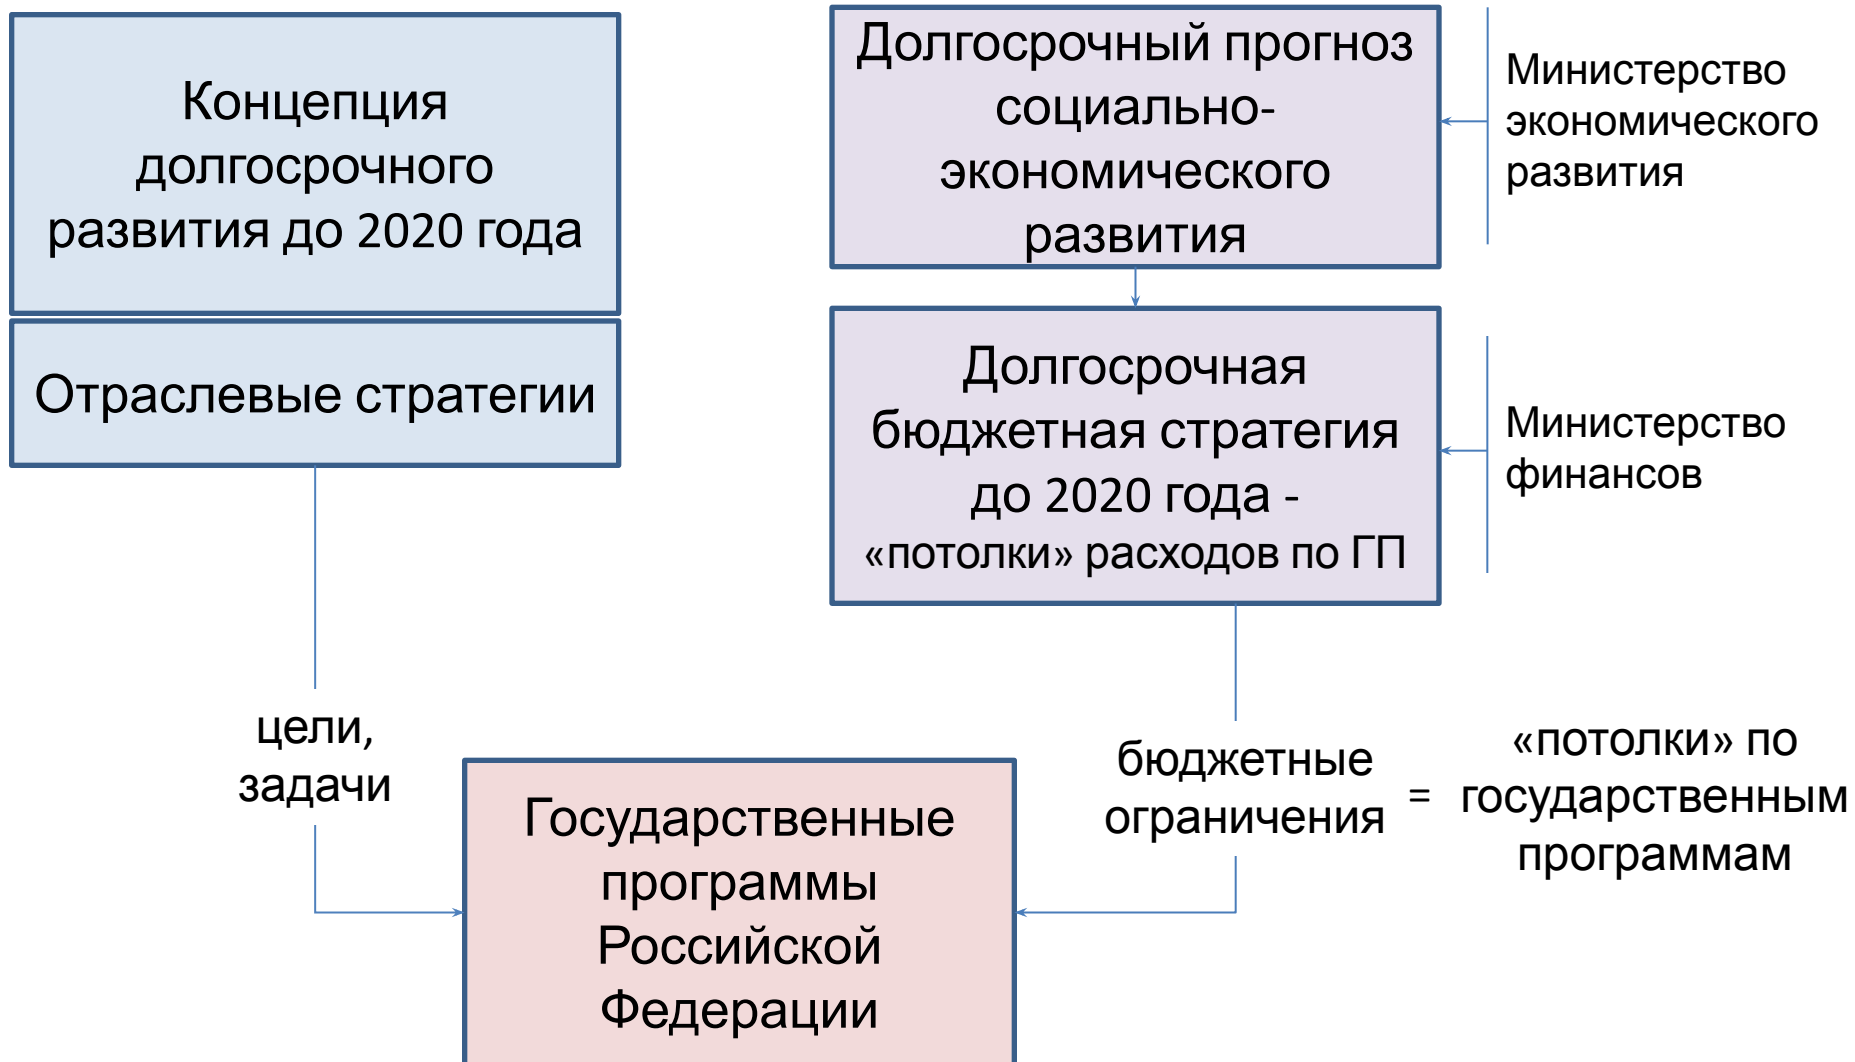 Концепция
долгосрочного
развития до 2020 года
Отраслевые стратегии
Долгосрочный прогноз
социально-
экономического
развития
Министерство
экономического
развития
Долгосрочная
бюджетная стратегия
до 2020 года -
«потолки» расходов по ГП
Министерство
финансов
цели,
задачи
Государственные
программы
Российской
Федерации
бюджетные
ограничения
=
«потолки» по
государственным
программам